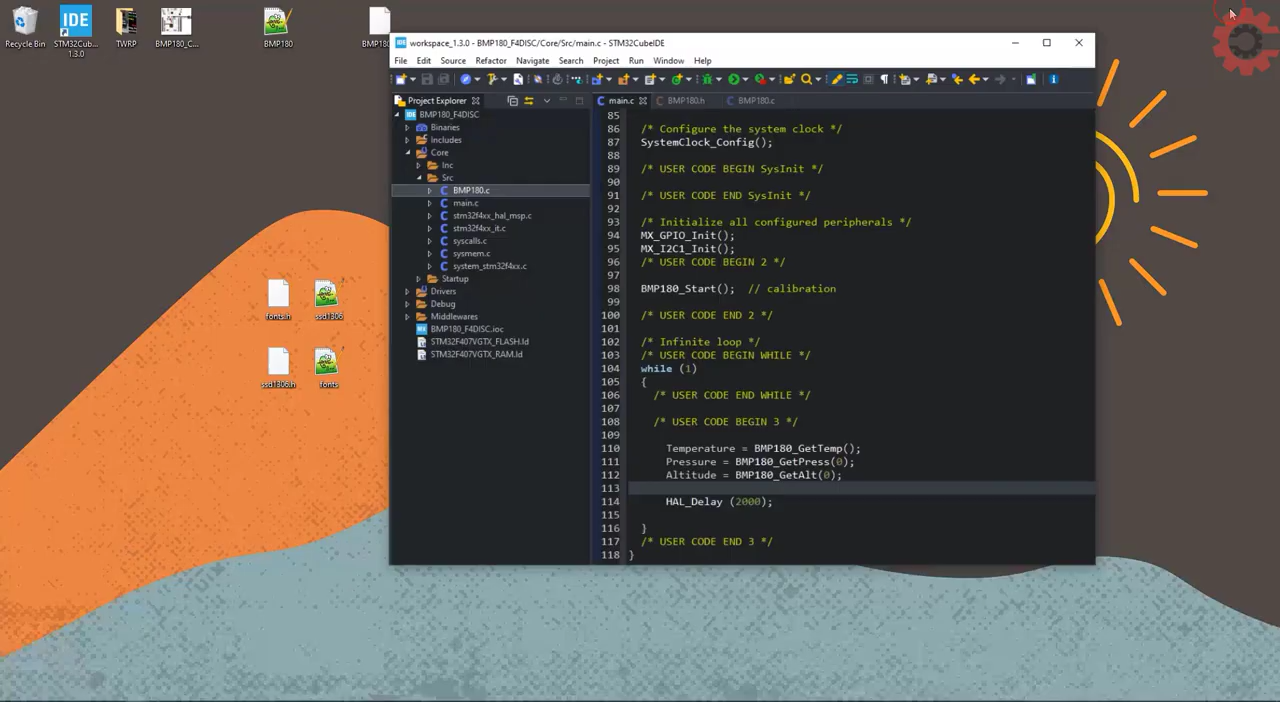 Recycle Bin
IDE
STM32Cub...
1.3.0
TWRP
BMP180_C...
BMP180
BMP180
fonts.h
ssd1306
ssd1306.h
fonts
IDE workspace_1.3.0 - BMP180_F4DISC/Core/Src/main.c - STM32CubeIDE
File Edit Source Refactor Navigate Search Project Run Window Help
Project Explorer
main.c BMP180.h BMP180.c
IDE BMP180_F4DISC
Binaries
Includes
Core
Inc
Src
BMP180.c
main.c
stm32f4xx_hal_msp.c
stm32f4xx_it.c
syscalls.c
sysmem.c
system_stm32f4xx.c
Startup
Drivers
Debug
Middlewares
BMP180_F4DISC.ioc
STM32F407VGTX_FLASH.ld
STM32F407VGTX_RAM.ld
85
86 /* Configure the system clock */
87 SystemClock_Config();
88
89 /* USER CODE BEGIN SysInit */
90
91 /* USER CODE END SysInit */
92
93 /* Initialize all configured peripherals */
94 MX_GPIO_Init();
95 MX_I2C1_Init();
96 /* USER CODE BEGIN 2 */
97
98 BMP180_Start(); // calibration
99
100 /* USER CODE END 2 */
101
102 /* Infinite loop */
103 /* USER CODE BEGIN WHILE */
104 while (1)
105 {
106 /* USER CODE END WHILE */
107
108 /* USER CODE BEGIN 3 */
109
110 Temperature = BMP180_GetTemp();
111 Pressure = BMP180_GetPress(0);
112 Altitude = BMP180_GetAlt(0);
113
114 HAL_Delay (2000);
115
116 }
117 /* USER CODE END 3 */
118 }